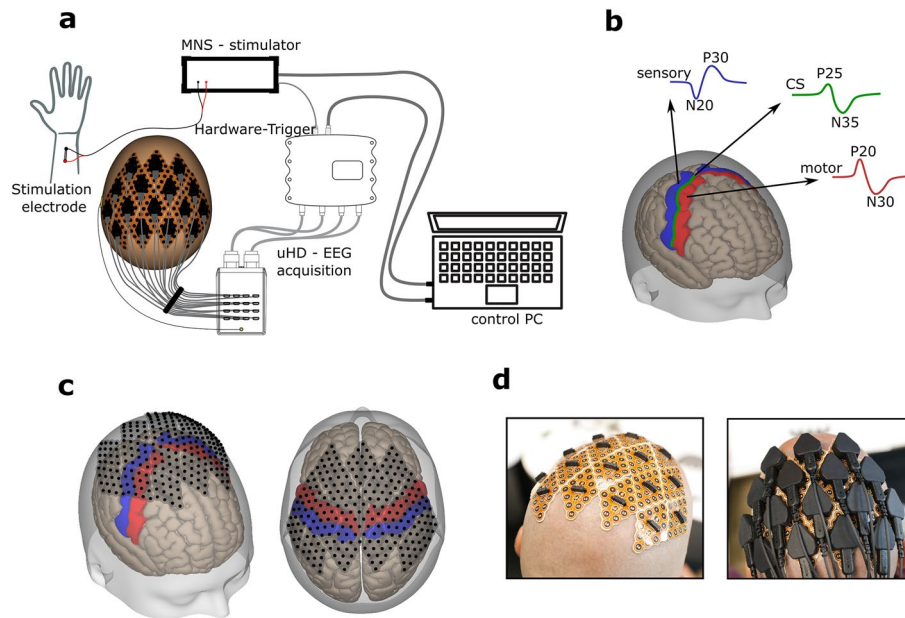 a
MNS - stimulator
Hardware-Trigger
Stimulation
electrode
uHD - EEG
acquisition
control PC
b
sensory
P30
N20
CS
P25
N35
motor
P20
N30
c
d